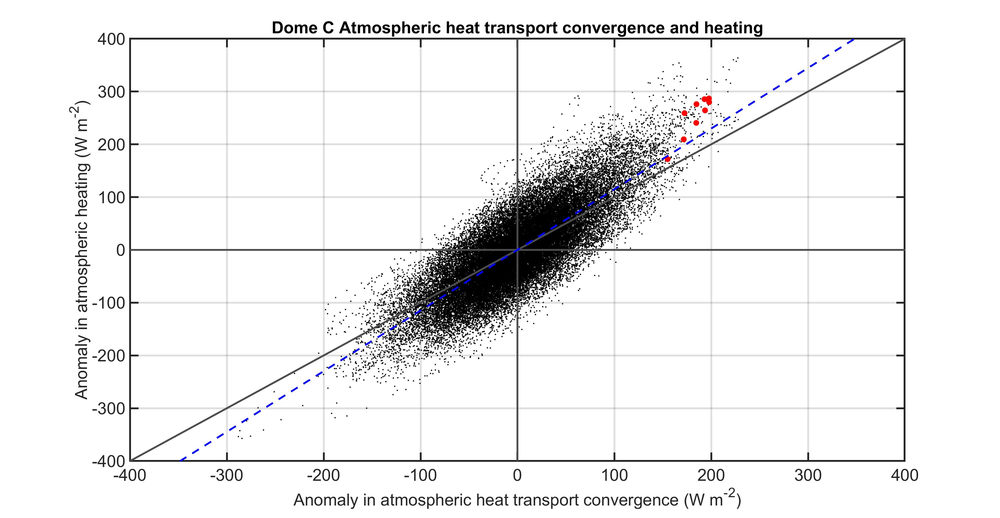 Dome C Atmospheric heat transport convergence and heating
400
300
200
100
0
-100
-200
-300
-400
Anomaly in atmospheric heating (W m-2)
-400 -300 -200 -100 0 100 200 300 400
Anomaly in atmospheric heat transport convergence (W m-2)